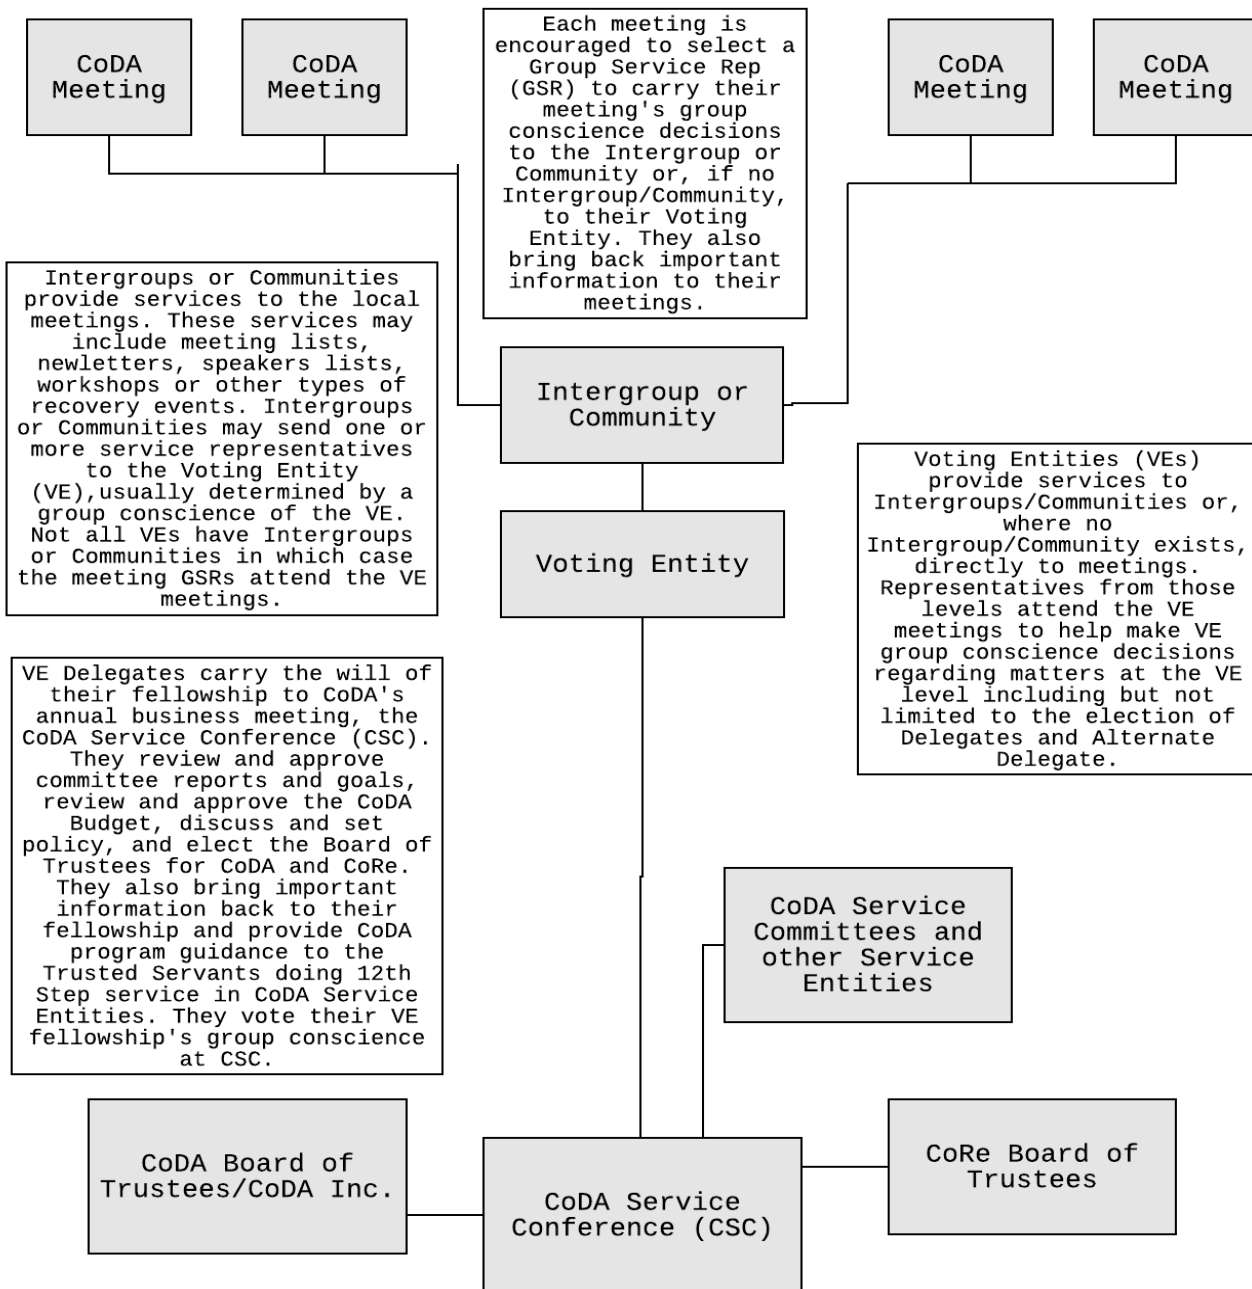 CoDA
Meeting
CoDA
Meeting
Each meeting is
encouraged to select a
Group Service Rep
(GSR) to carry their
meeting's group
conscience decisions
to the Intergroup or
Community or, if no
Intergroup/Community,
to their Voting
Entity. They also
bring back important
information to their
meetings.
CoDA
Meeting
CoDA
Meeting
Intergroups or Communities
provide services to the local
meetings. These services may
include meeting lists,
newletters, speakers lists,
workshops or other types of
recovery events. Intergroups
or Communities may send one or
more service representatives
to the Voting Entity
(VE),usually determined by a
group conscience of the VE.
Not all VEs have Intergroups
or Communities in which case
the meeting GSRs attend the VE
meetings.
Intergroup or
Community
Voting Entity
Voting Entities (VEs)
provide services to
Intergroups/Communities or,
where no
Intergroup/Community exists,
directly to meetings.
Representatives from those
levels attend the VE
meetings to help make VE
group conscience decisions
regarding matters at the VE
level including but not
limited to the election of
Delegates and Alternate
Delegate.
VE Delegates carry the will of
their fellowship to CoDA's
annual business meeting, the
CoDA Service Conference (CSC).
They review and approve
committee reports and goals,
review and approve the CoDA
Budget, discuss and set
policy, and elect the Board of
Trustees for CoDA and CoRe.
They also bring important
information back to their
fellowship and provide CoDA
program guidance to the
Trusted Servants doing 12th
Step service in CoDA Service
Entities. They vote their VE
fellowship's group conscience
at CSC.
CoDA Service
Committees and
other Service
Entities
CoDA Board of
Trustees/CoDA Inc.
CoDA Service
Conference (CSC)
CoRe Board of
Trustees